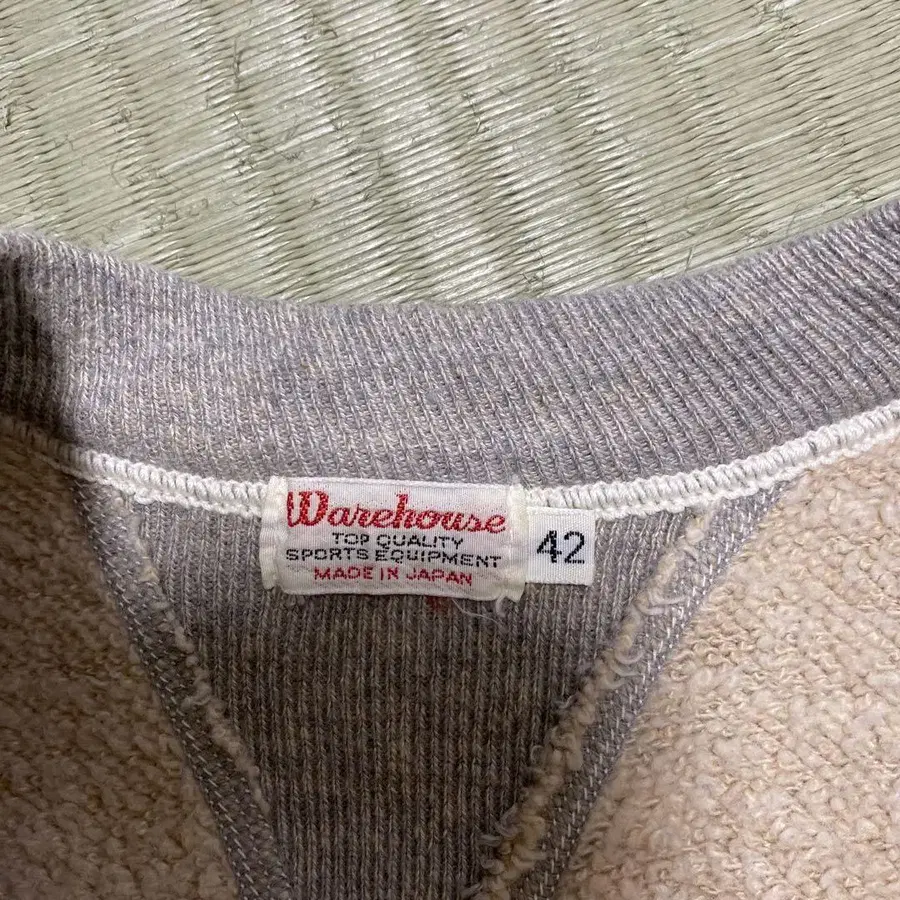 Warehouse
TOP QUALITY
SPORTS EQUIPMENT
MADE IN JAPAN
42